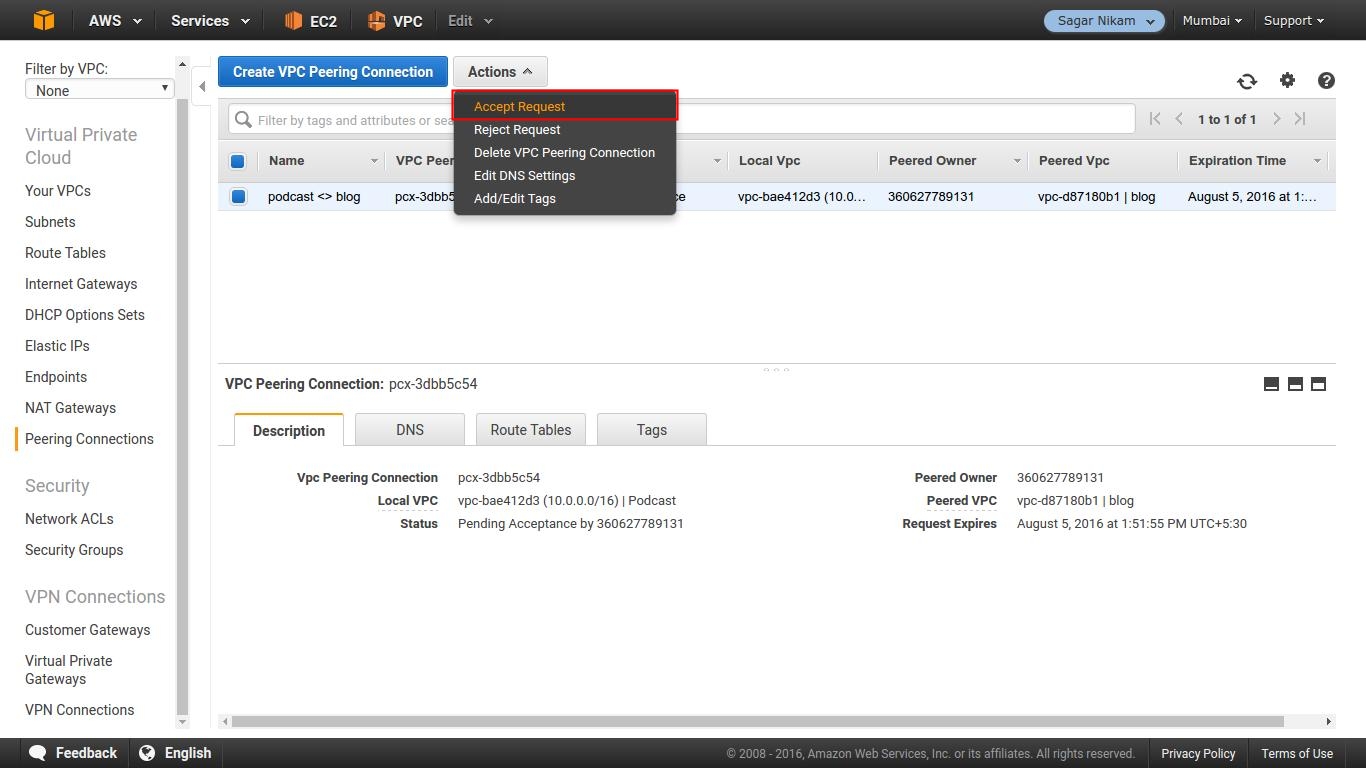 AWS Services EC2 VPC Edit Sagar Nikam Mumbai Support
Filter by VPC:
None
Virtual Private
Cloud
Your VPCs
Subnets
Route Tables
Internet Gateways
DHCP Options Sets
Elastic IPs
Endpoints
NAT Gateways
Peering Connections
Security
Network ACLs
Security Groups
VPN Connections
Customer Gateways
Virtual Private
Gateways
VPN Connections
Create VPC Peering Connection Actions
Accept Request
Reject Request
Delete VPC Peering Connection
Edit DNS Settings
Add/Edit Tags
Filter by tags and attributes or sea 1 to 1 of 1
Name VPC Peer Local Vpc Peered Owner Peered Vpc Expiration Time
podcast <> blog pcx-3dbb5 ce vpc-bae412d3 (10.0... 360627789131 vpc-d87180b1 | blog August 5, 2016 at 1:...
VPC Peering Connection: pcx-3dbb5c54
Description DNS Route Tables Tags
Vpc Peering Connection pcx-3dbb5c54 Peered Owner 360627789131
Local VPC vpc-bae412d3 (10.0.0.0/16) | Podcast Peered VPC vpc-d87180b1 | blog
Status Pending Acceptance by 360627789131 Request Expires August 5, 2016 at 1:51:55 PM UTC+5:30
Feedback English © 2008 - 2016, Amazon Web Services, Inc. or its affiliates. All rights reserved. Privacy Policy Terms of Use